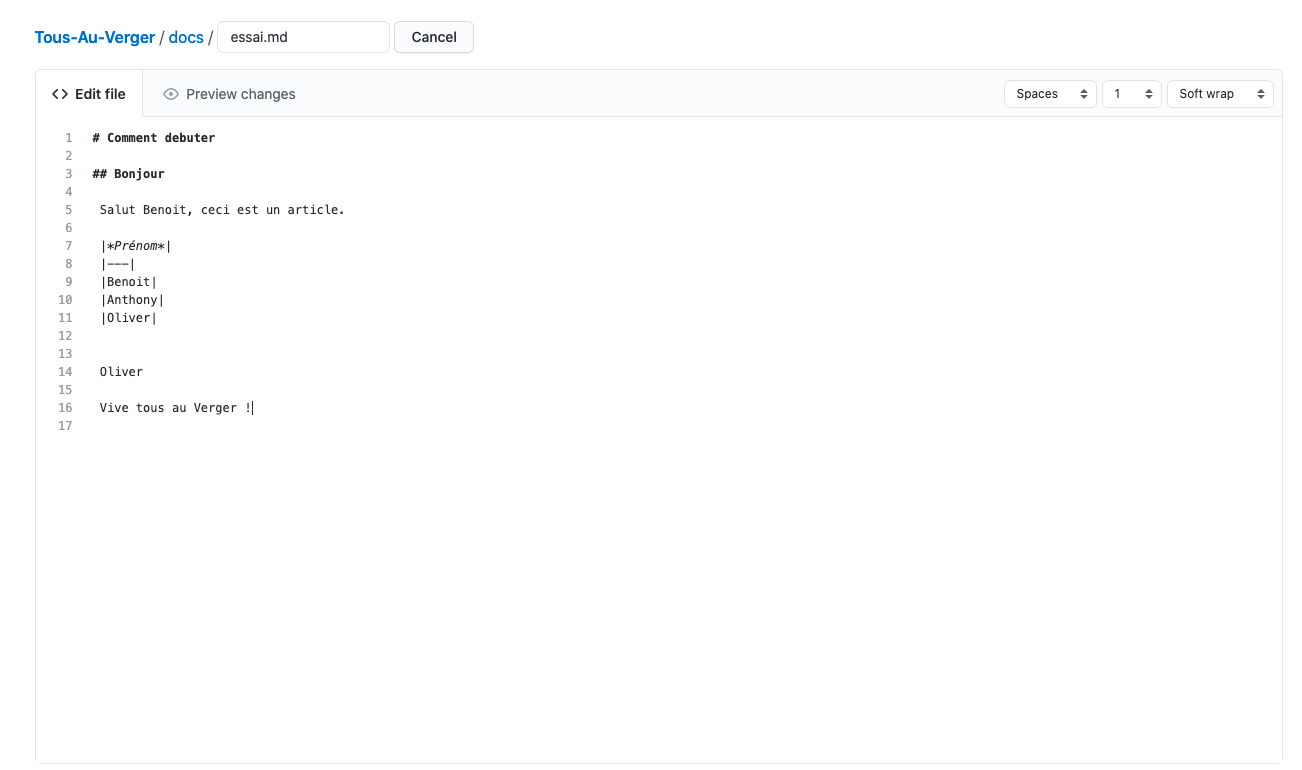 Tous-Au-Verger / docs / essai.md Cancel
Edit file Preview changes Spaces 1 Soft wrap
1 # Comment debuter
2
3 ## Bonjour
4
5 Salut Benoit, ceci est un article.
6
7 |*Prénom*|
8 |---|
9 |Benoit|
10 |Anthony|
11 |Oliver|
12
13
14 Oliver
15
16 Vive tous au Verger !
17